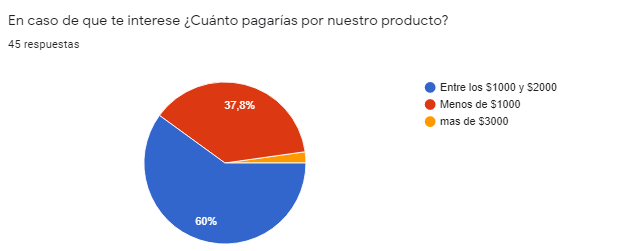 En caso de que te interese ¿Cuánto pagarías por nuestro producto?
45 respuestas
Entre los $1000 y $2000
Menos de $1000
mas de $3000
37,8%
60%